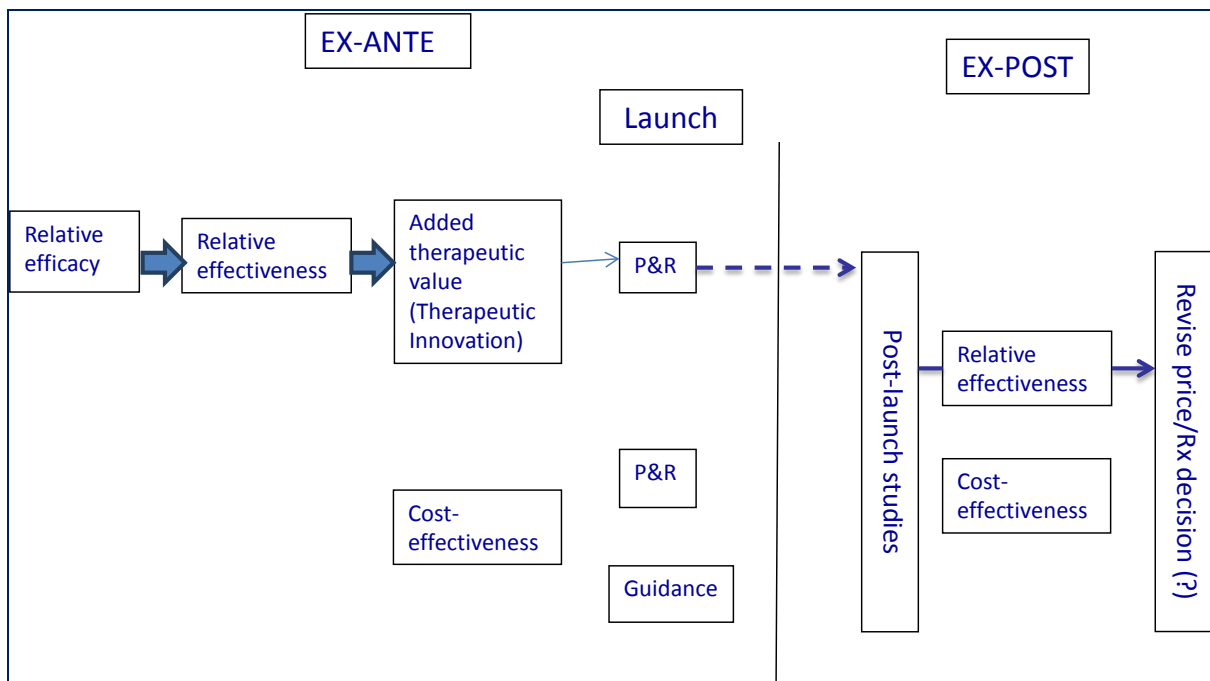 EX-ANTE
EX-POST
Launch
Relative
efficacy
Relative
effectiveness
Added
therapeutic
value
(Therapeutic
Innovation)
P&R
Cost-
effectiveness
P&R
Guidance
Post-launch studies
Relative
effectiveness
Cost-
effectiveness
Revise price/Rx decision (?)